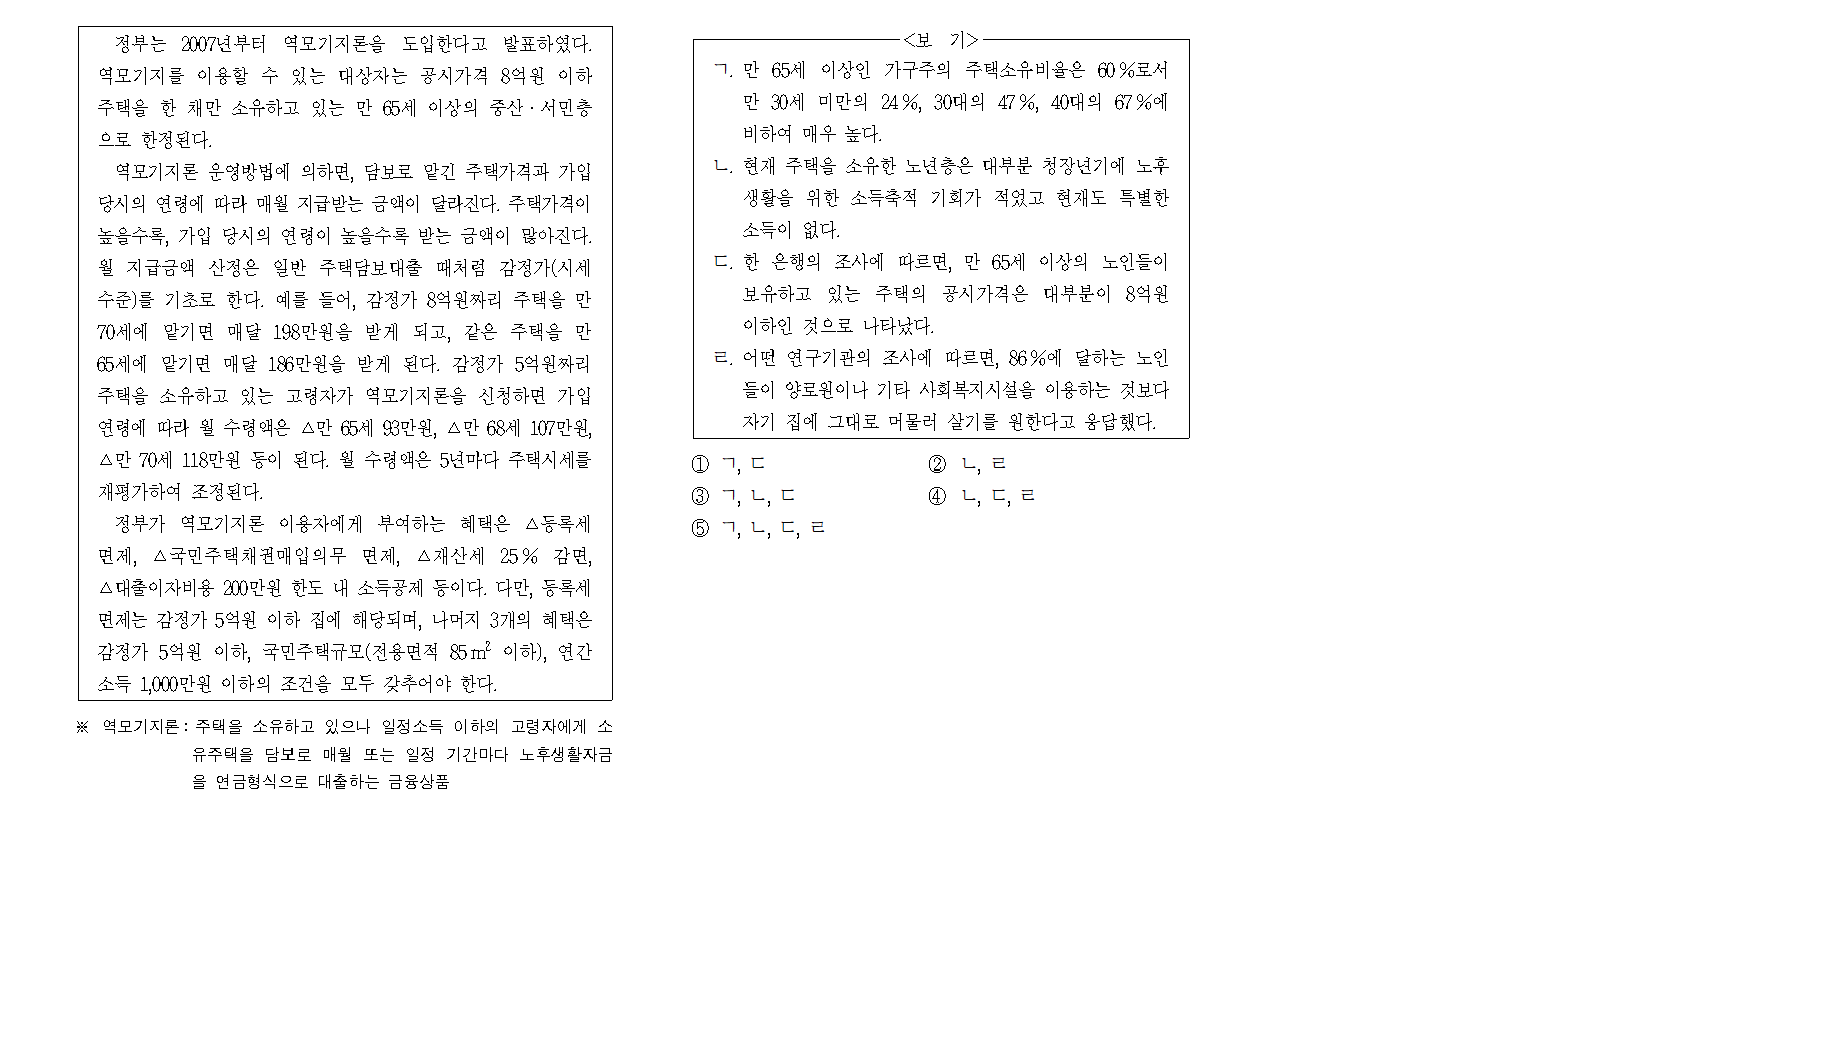 정부는 2007년부터 역모기지론을 도입한다고 발표하였다.
역모기지를 이용할 수 있는 대상자는 공시가격 8억원 이하
주택을 한 채만 소유하고 있는 만 65세 이상의 중산·서민층
으로 한정된다.
역모기지론 운영방법에 의하면, 담보로 맡긴 주택가격과 가입
당시의 연령에 따라 매월 지급받는 금액이 달라진다. 주택가격이
높을수록, 가입 당시의 연령이 높을수록 받는 금액이 많아진다.
월 지급금액 산정은 일반 주택담보대출 때처럼 감정가(시세
수준)를 기초로 한다. 예를 들어, 감정가 8억원짜리 주택을 만
70세에 맡기면 매달 198만원을 받게 되고, 같은 주택을 만
65세에 맡기면 매달 186만원을 받게 된다. 감정가 5억원짜리
주택을 소유하고 있는 고령자가 역모기지론을 신청하면 가입
연령에 따라 월 수령액은 △만 65세 93만원, △만 68세 107만원,
△만 70세 118만원 등이 된다. 월 수령액은 5년마다 주택시세를
재평가하여 조정된다.
정부가 역모기지론 이용자에게 부여하는 혜택은 △등록세
면제, △국민주택채권매입의무 면제, △재산세 25% 감면,
△대출이자비용 200만원 한도 내 소득공제 등이다. 다만, 등록세
면제는 감정가 5억원 이하 집에 해당되며, 나머지 3개의 혜택은
감정가 5억원 이하, 국민주택규모(전용면적 85m² 이하), 연간
소득 1,000만원 이하의 조건을 모두 갖추어야 한다.
※ 역모기지론: 주택을 소유하고 있으나 일정소득 이하의 고령자에게 소
유주택을 담보로 매월 또는 일정 기간마다 노후생활자금
을 연금형식으로 대출하는 금융상품
<보 기>
ㄱ. 만 65세 이상인 가구주의 주택소유비율은 60%로서
만 30세 미만의 24%, 30대의 47%, 40대의 67%에
비하여 매우 높다.
ㄴ. 현재 주택을 소유한 노년층은 대부분 청장년기에 노후
생활을 위한 소득축적 기회가 적었고 현재도 특별한
소득이 없다.
ㄷ. 한 은행의 조사에 따르면, 만 65세 이상의 노인들이
보유하고 있는 주택의 공시가격은 대부분이 8억원
이하인 것으로 나타났다.
ㄹ. 어떤 연구기관의 조사에 따르면, 86%에 달하는 노인
들이 양로원이나 기타 사회복지시설을 이용하는 것보다
자기 집에 그대로 머물러 살기를 원한다고 응답했다.
① ㄱ, ㄷ ② ㄴ, ㄹ
③ ㄱ, ㄴ, ㄷ ④ ㄴ, ㄷ, ㄹ
⑤ ㄱ, ㄴ, ㄷ, ㄹ